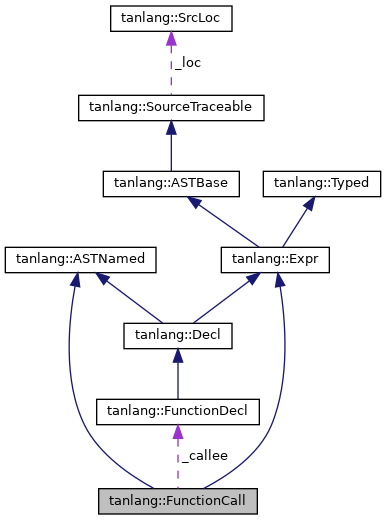 tanlang::SrcLoc
_loc
tanlang::SourceTraceable
tanlang::ASTBase
tanlang::Typed
tanlang::ASTNamed
tanlang::Expr
tanlang::Decl
tanlang::FunctionDecl
_callee
tanlang::FunctionCall